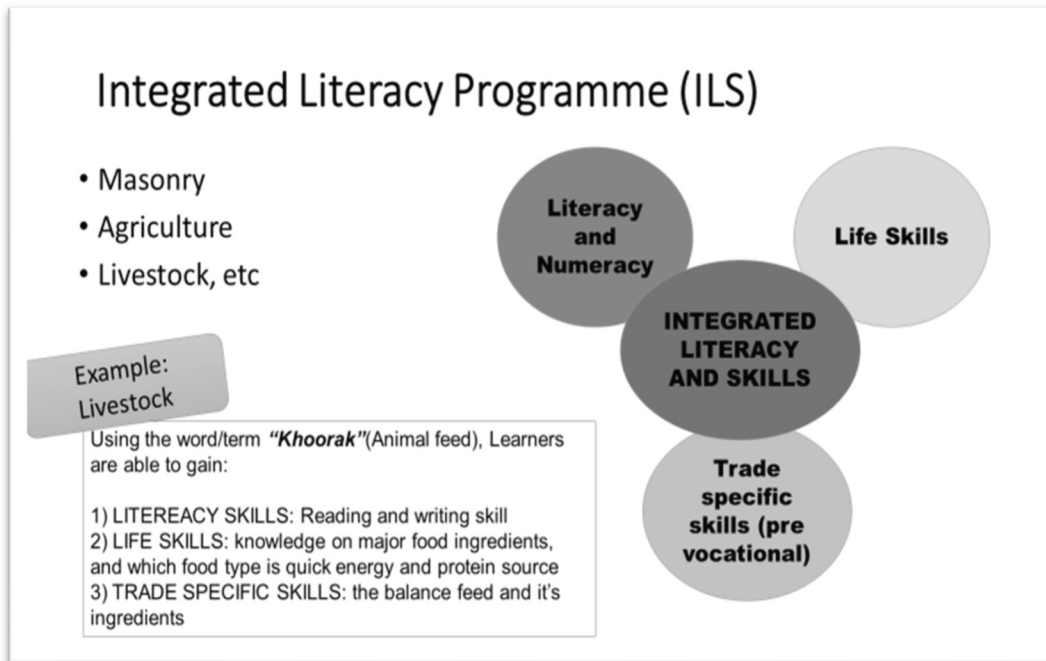 Integrated Literacy Programme (ILS)
• Masonry
• Agriculture
• Livestock, etc
Example:
Livestock
Using the word/term “Khoorak”(Animal feed), Learners
are able to gain:
1) LITEREACY SKILLS: Reading and writing skill
2) LIFE SKILLS: knowledge on major food ingredients,
and which food type is quick energy and protein source
3) TRADE SPECIFIC SKILLS: the balance feed and it’s
ingredients
Literacy
and
Numeracy
Life Skills
INTEGRATED
LITERACY
AND SKILLS
Trade
specific
skills (pre
vocational)